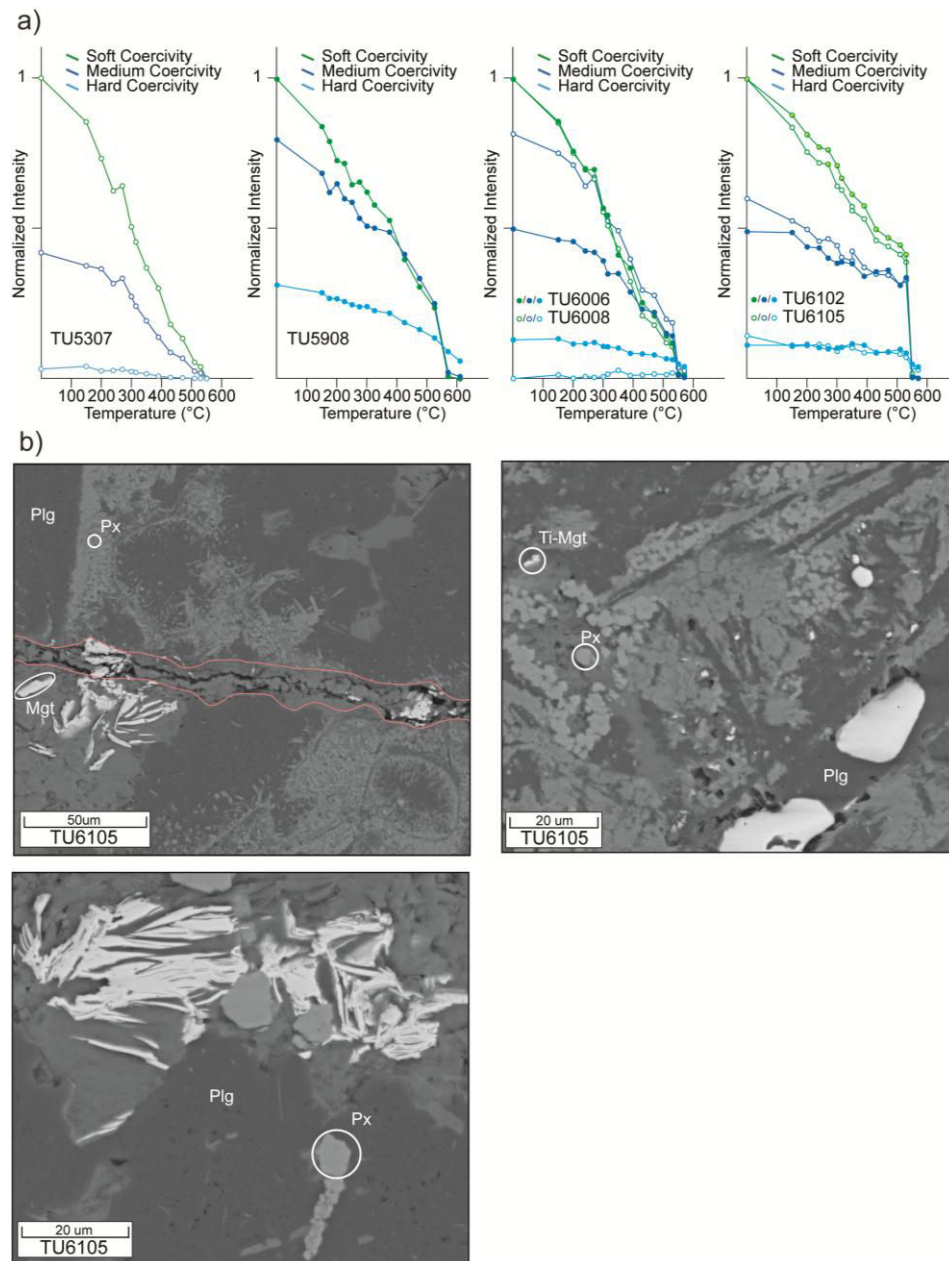 a)
Soft Coercivity
Medium Coercivity
Hard Coercivity
1
Normalized Intensity
TU5307
100 200 300 400 500 600
Temperature (°C)
Soft Coercivity
Medium Coercivity
Hard Coercivity
1
Normalized Intensity
TU5908
100 200 300 400 500 600
Temperature (°C)
Soft Coercivity
Medium Coercivity
Hard Coercivity
1
Normalized Intensity
TU6006
TU6008
100 200 300 400 500 600
Temperature (°C)
Soft Coercivity
Medium Coercivity
Hard Coercivity
1
Normalized Intensity
TU6102
TU6105
100 200 300 400 500 600
Temperature (°C)
b)
Plg
Px
Mgt
50um
TU6105
Ti-Mgt
Px
Plg
20 um
TU6105
Plg
Px
20 um
TU6105